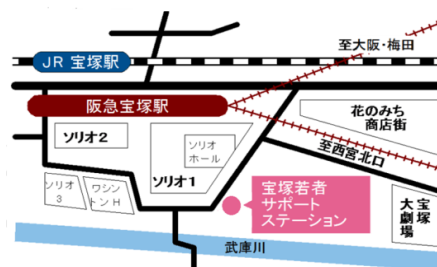 至大阪・梅田
JR 宝塚駅
阪急宝塚駅
花のみち
商店街
ソリオ2
ソリオ
ホール
至西宮北口
ソリオ1
ソリオ
3
ワシン
トンH
宝塚若者
サポート
ステーション
宝塚
大劇場
武庫川